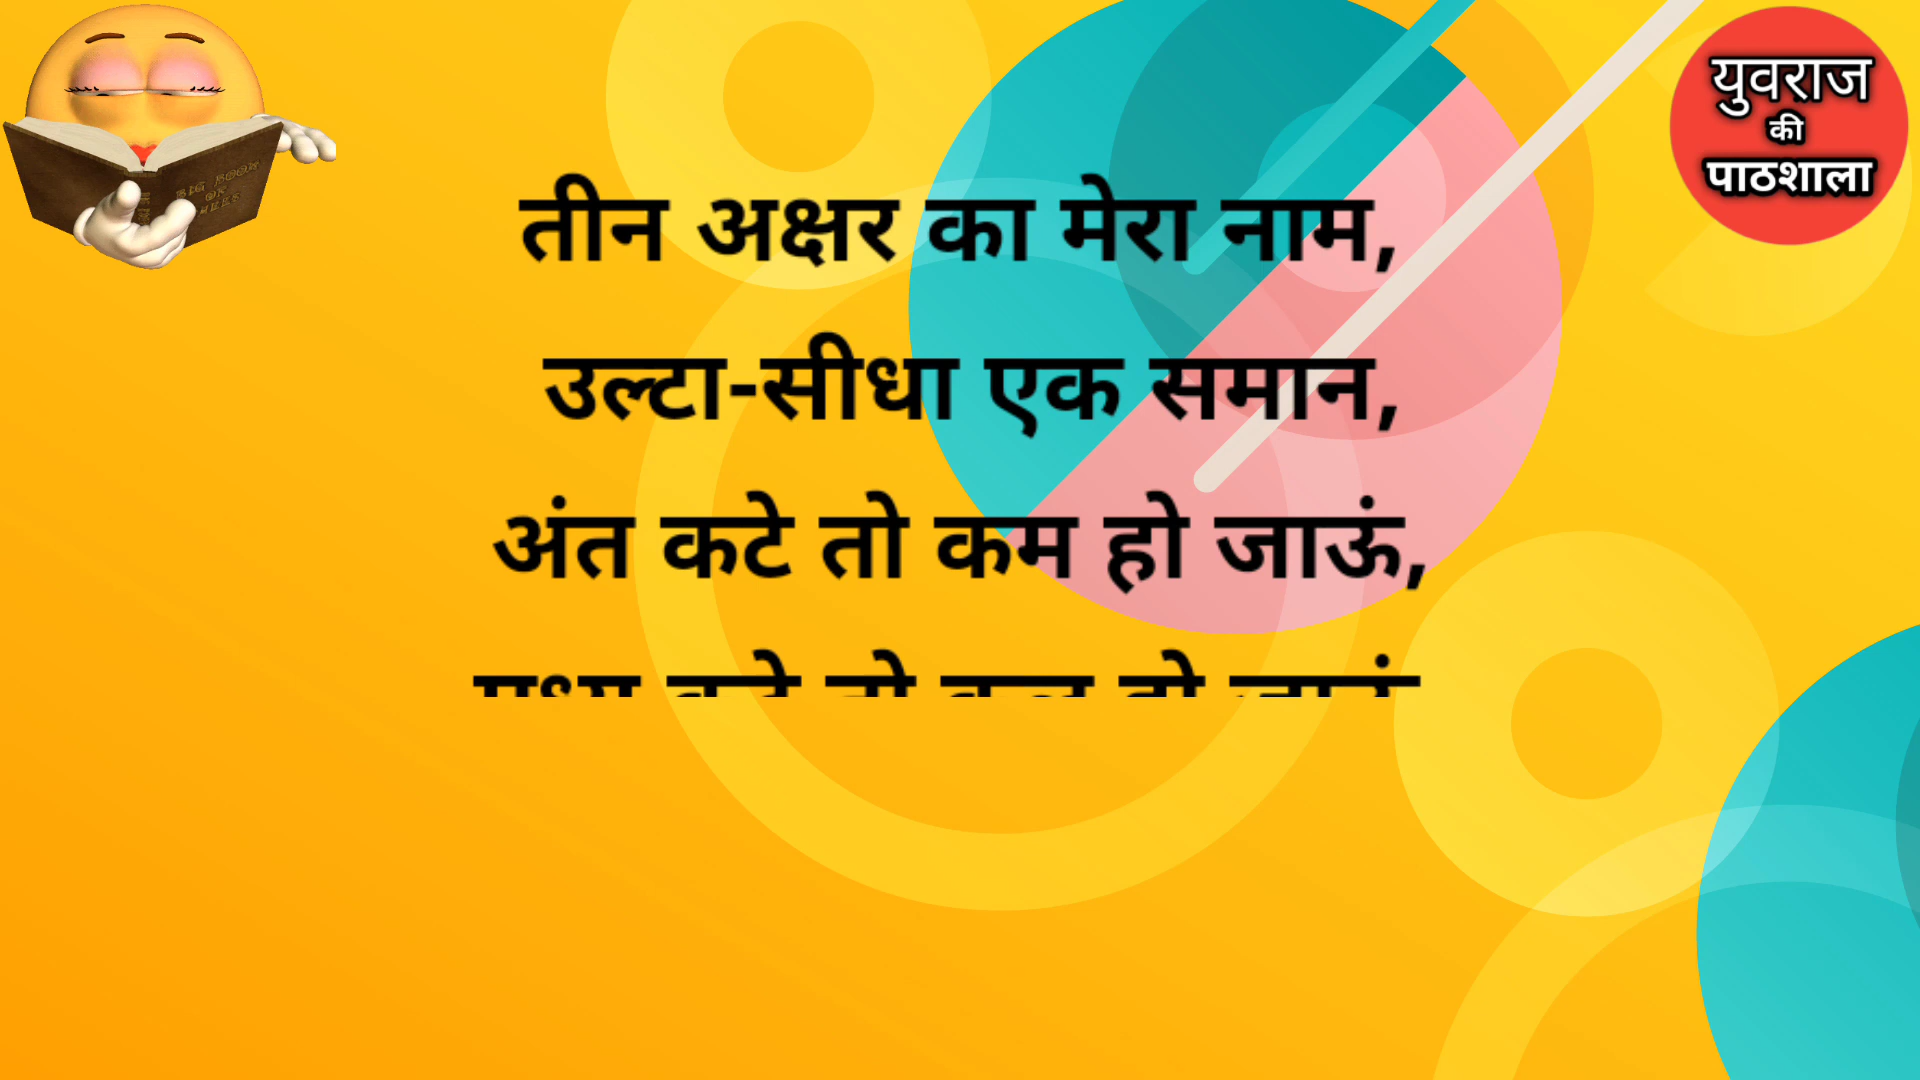 युवराज
की
पाठशाला
तीन अक्षर का मेरा नाम,
उल्टा-सीधा एक समान,
अंत कटे तो कम हो जाऊं,